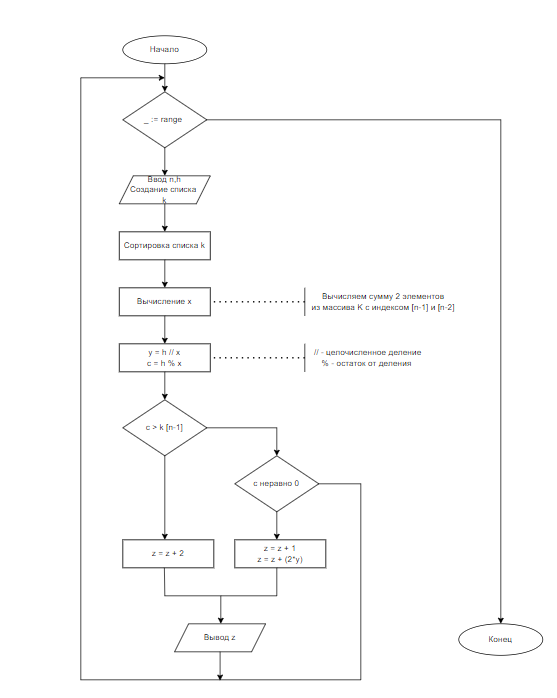 Начало
_ := range
Ввод n,h
Создание списка
k
Сортировка списка k
Вычисление x
Вычисляем сумму 2 элементов
из массива K с индексом [n-1] и [n-2]
y = h // x
c = h % x
// - целочисленное деление
% - остаток от деления
c > k [n-1]
c неравно 0
z = z + 2
z = z + 1
z = z + (2*y)
Вывод z
Конец